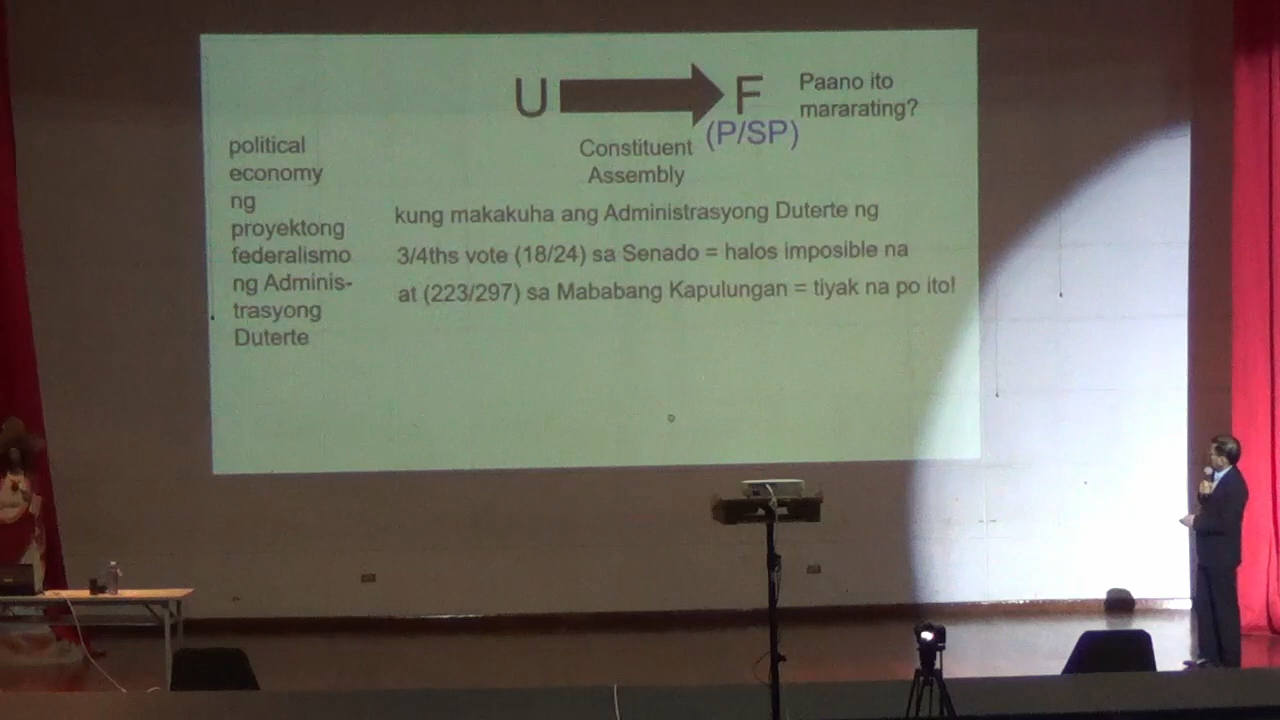 U F
(P/SP)
Paano ito
mararating?
Constituent
Assembly
political
economy
ng
proyektong
federalismo
ng Adminis-
trasyong
Duterte
kung makakuha ang Administrasyong Duterte ng
3/4ths vote (18/24) sa Senado = halos imposible na
at (223/297) sa Mababang Kapulungan = tiyak na po ito!